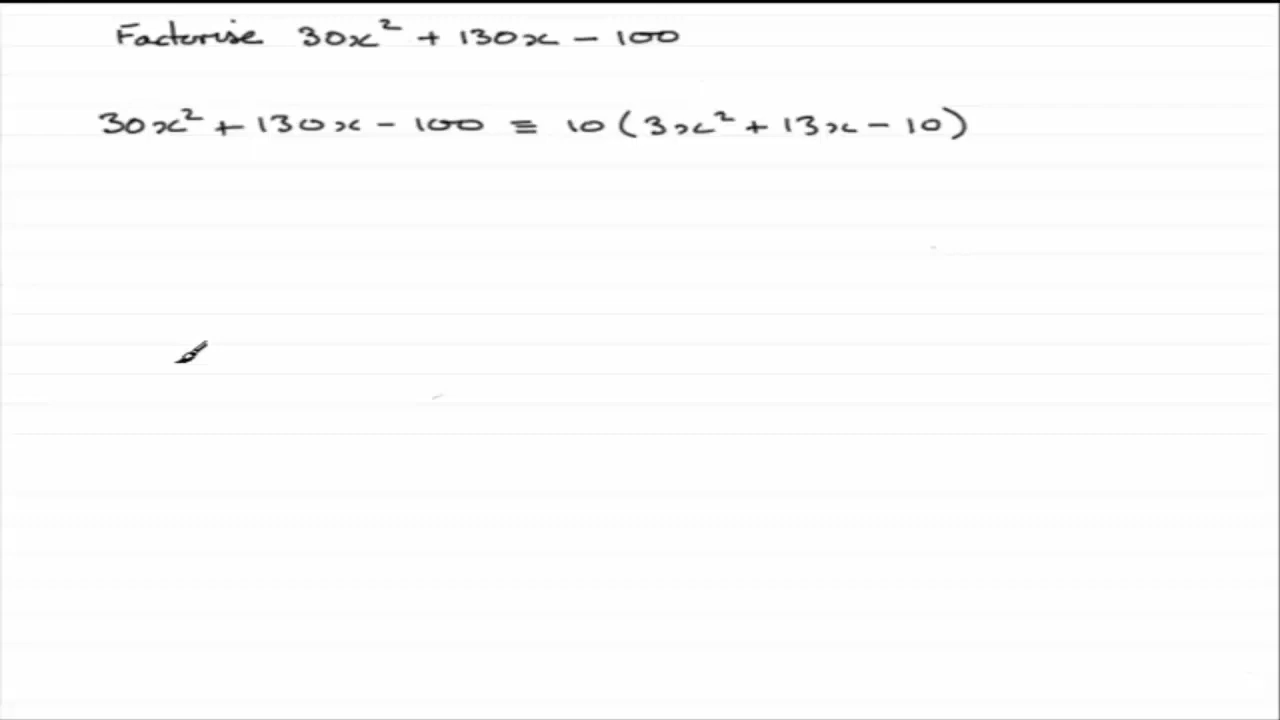 Factorise 30x² + 130x - 100
30x² + 130x - 100 ≡ 10(3x² + 13x - 10)